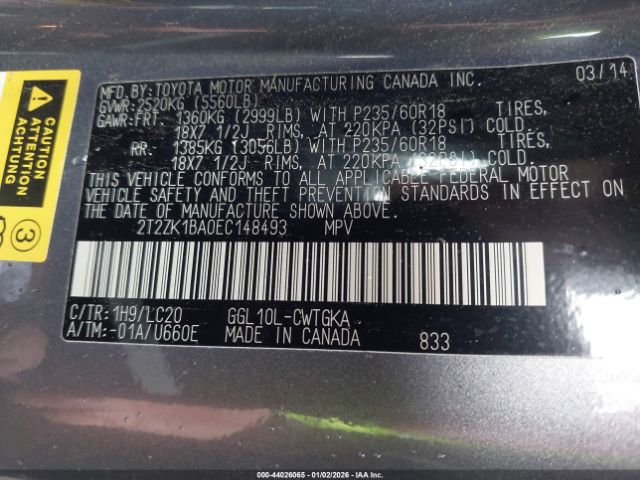 MFD. BY: TOYOTA MOTOR MANUFACTURING CANADA INC. 03/14
GVWR: 2520KG (5560LB)
GAWR: FRT 1360KG (2999LB) WITH P235/60R18 TIRES,
18X7 1/2J RIMS, AT 220KPA (32PSI) COLD.
RR. 1385KG (3056LB) WITH P235/60R18 TIRES,
18X7 1/2J RIMS, AT 220KPA (32PSI) COLD.
THIS VEHICLE CONFORMS TO ALL APPLICABLE FEDERAL MOTOR
VEHICLE SAFETY AND THEFT PREVENTION STANDARDS IN EFFECT ON
THE DATE OF MANUFACTURE SHOWN ABOVE.
2T2ZK1BA0EC148493 MPV
C/TR: 1H9/LC20 GGL10L-CWTGKA
A/TM: -01A/U660E MADE IN CANADA 833
CAUTION
ATTENTION
ACHTUNG
3
000-44026065 - 01/02/2026 - IAAI.COM